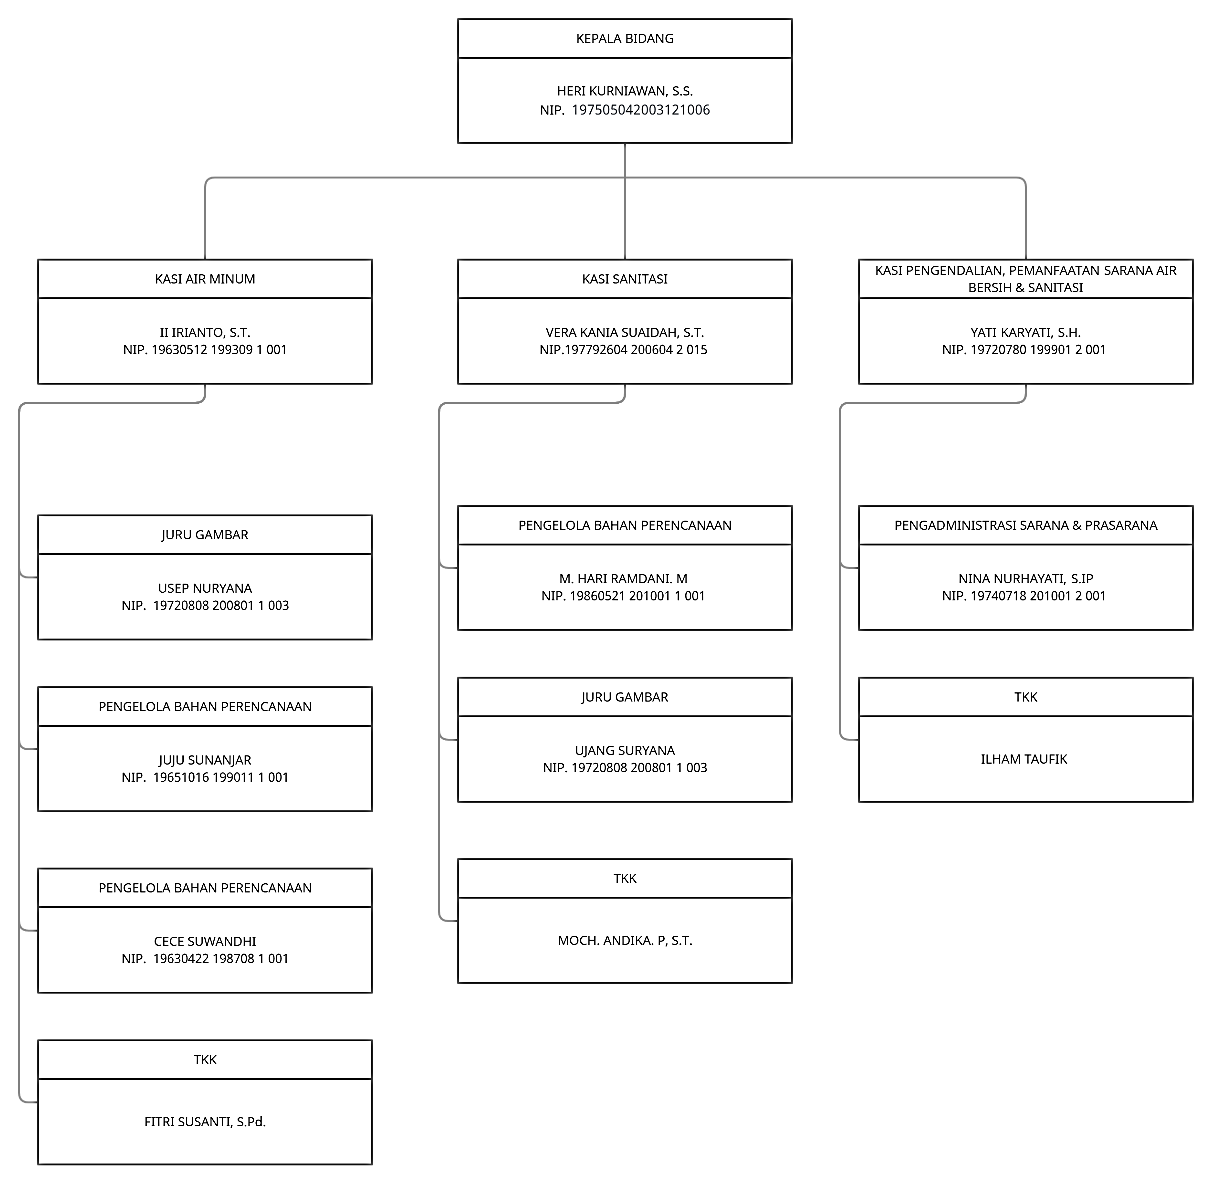 KEPALA BIDANG
HERI KURNIAWAN, S.S.
NIP.  197505042003121006
KASI AIR MINUM
II IRIANTO, S.T.
NIP. 19630512 199309 1 001
KASI SANITASI
VERA KANIA SUAIDAH, S.T.
NIP.197792604 200604 2 015
KASI PENGENDALIAN, PEMANFAATAN SARANA AIR
BERSIH & SANITASI
YATI KARYATI, S.H.
NIP. 19720780 199901 2 001
JURU GAMBAR
USEP NURYANA
NIP.  19720808 200801 1 003
PENGELOLA BAHAN PERENCANAAN
JUJU SUNANJAR
NIP.  19651016 199011 1 001
PENGELOLA BAHAN PERENCANAAN
CECE SUWANDHI
NIP.  19630422 198708 1 001
TKK
FITRI SUSANTI, S.Pd.
PENGELOLA BAHAN PERENCANAAN
M. HARI RAMDANI. M
NIP. 19860521 201001 1 001
JURU GAMBAR
UJANG SURYANA
NIP. 19720808 200801 1 003
TKK
MOCH. ANDIKA. P, S.T.
PENGADMINISTRASI SARANA & PRASARANA
NINA NURHAYATI, S.IP
NIP. 19740718 201001 2 001
TKK
ILHAM TAUFIK